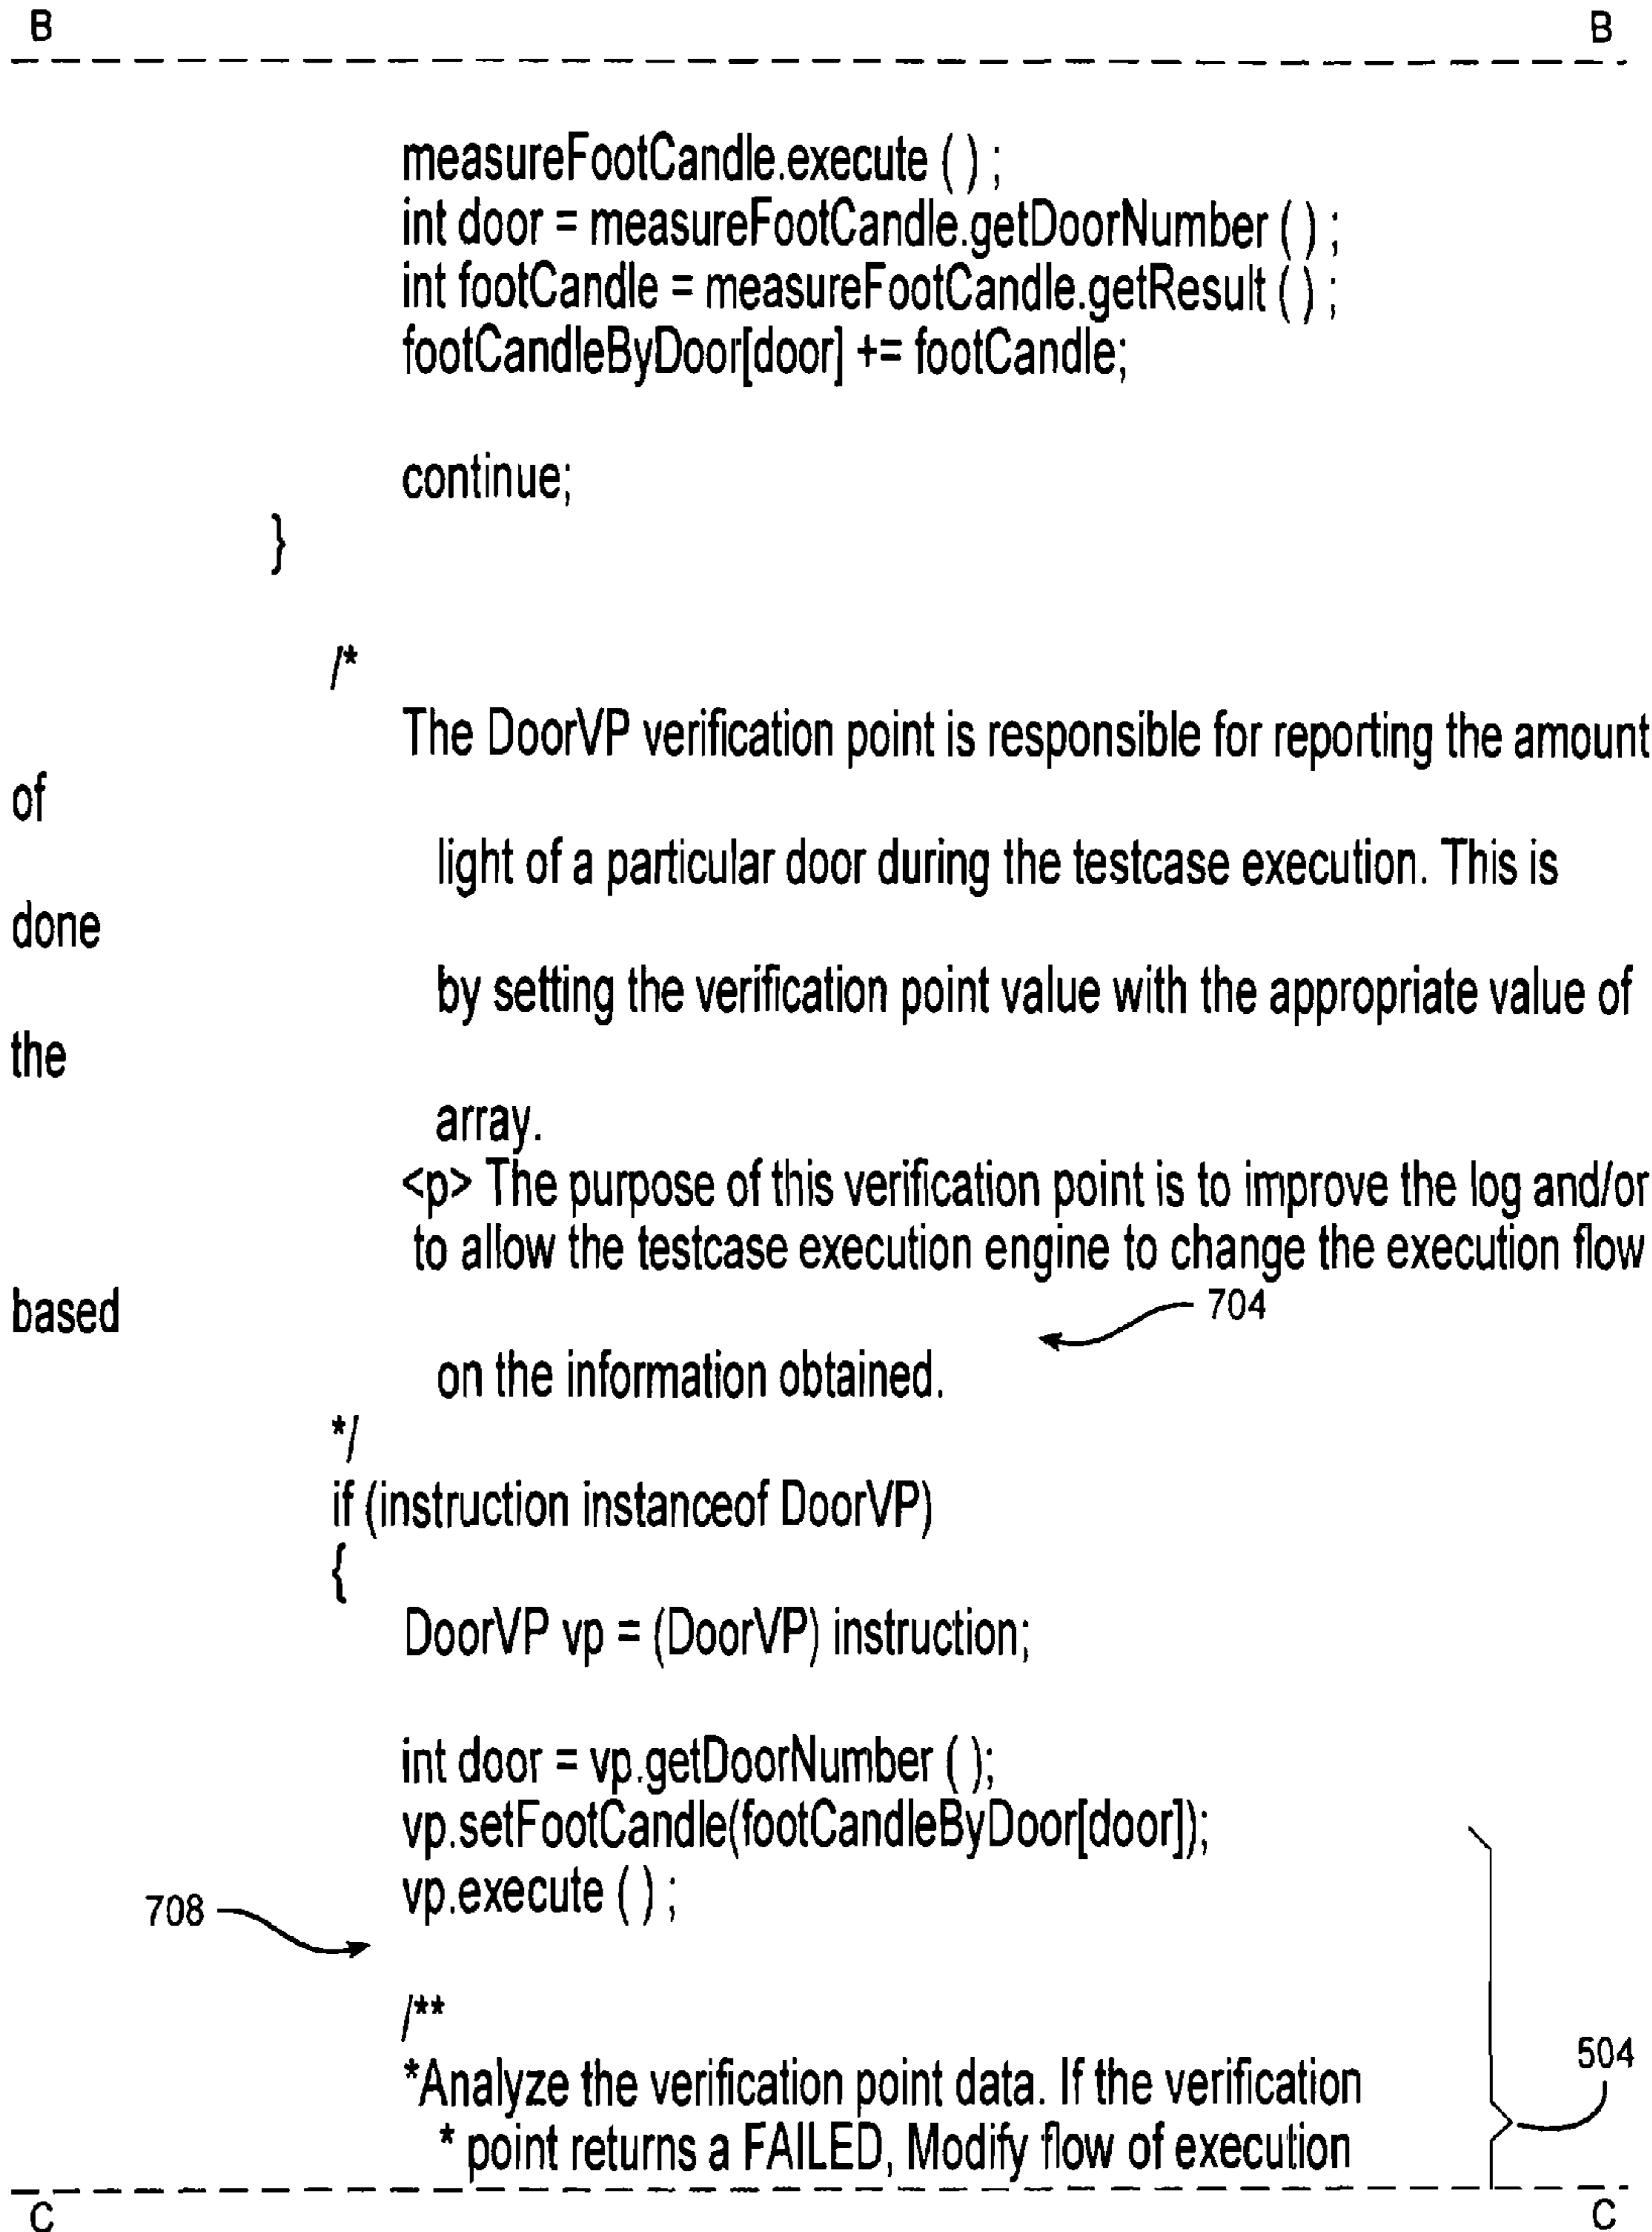 B B
measureFootCandle.execute ( ) ;
int door = measureFootCandle.getDoorNumber ( ) ;
int footCandle = measureFootCandle.getResult ( ) ;
footCandleByDoor[door] += footCandle;
continue;
}
/*
The DoorVP verification point is responsible for reporting the amount
of
light of a particular door during the testcase execution. This is
done
by setting the verification point value with the appropriate value of
the
array.
<p> The purpose of this verification point is to improve the log and/or
to allow the testcase execution engine to change the execution flow
based
704
on the information obtained.
*/
if (instruction instanceof DoorVP)
{
DoorVP vp = (DoorVP) instruction;
int door = vp.getDoorNumber ( );
vp.setFootCandle(footCandleByDoor[door]);
vp.execute ( ) ;
708
/**
*Analyze the verification point data. If the verification
504
* point returns a FAILED, Modify flow of execution
C C